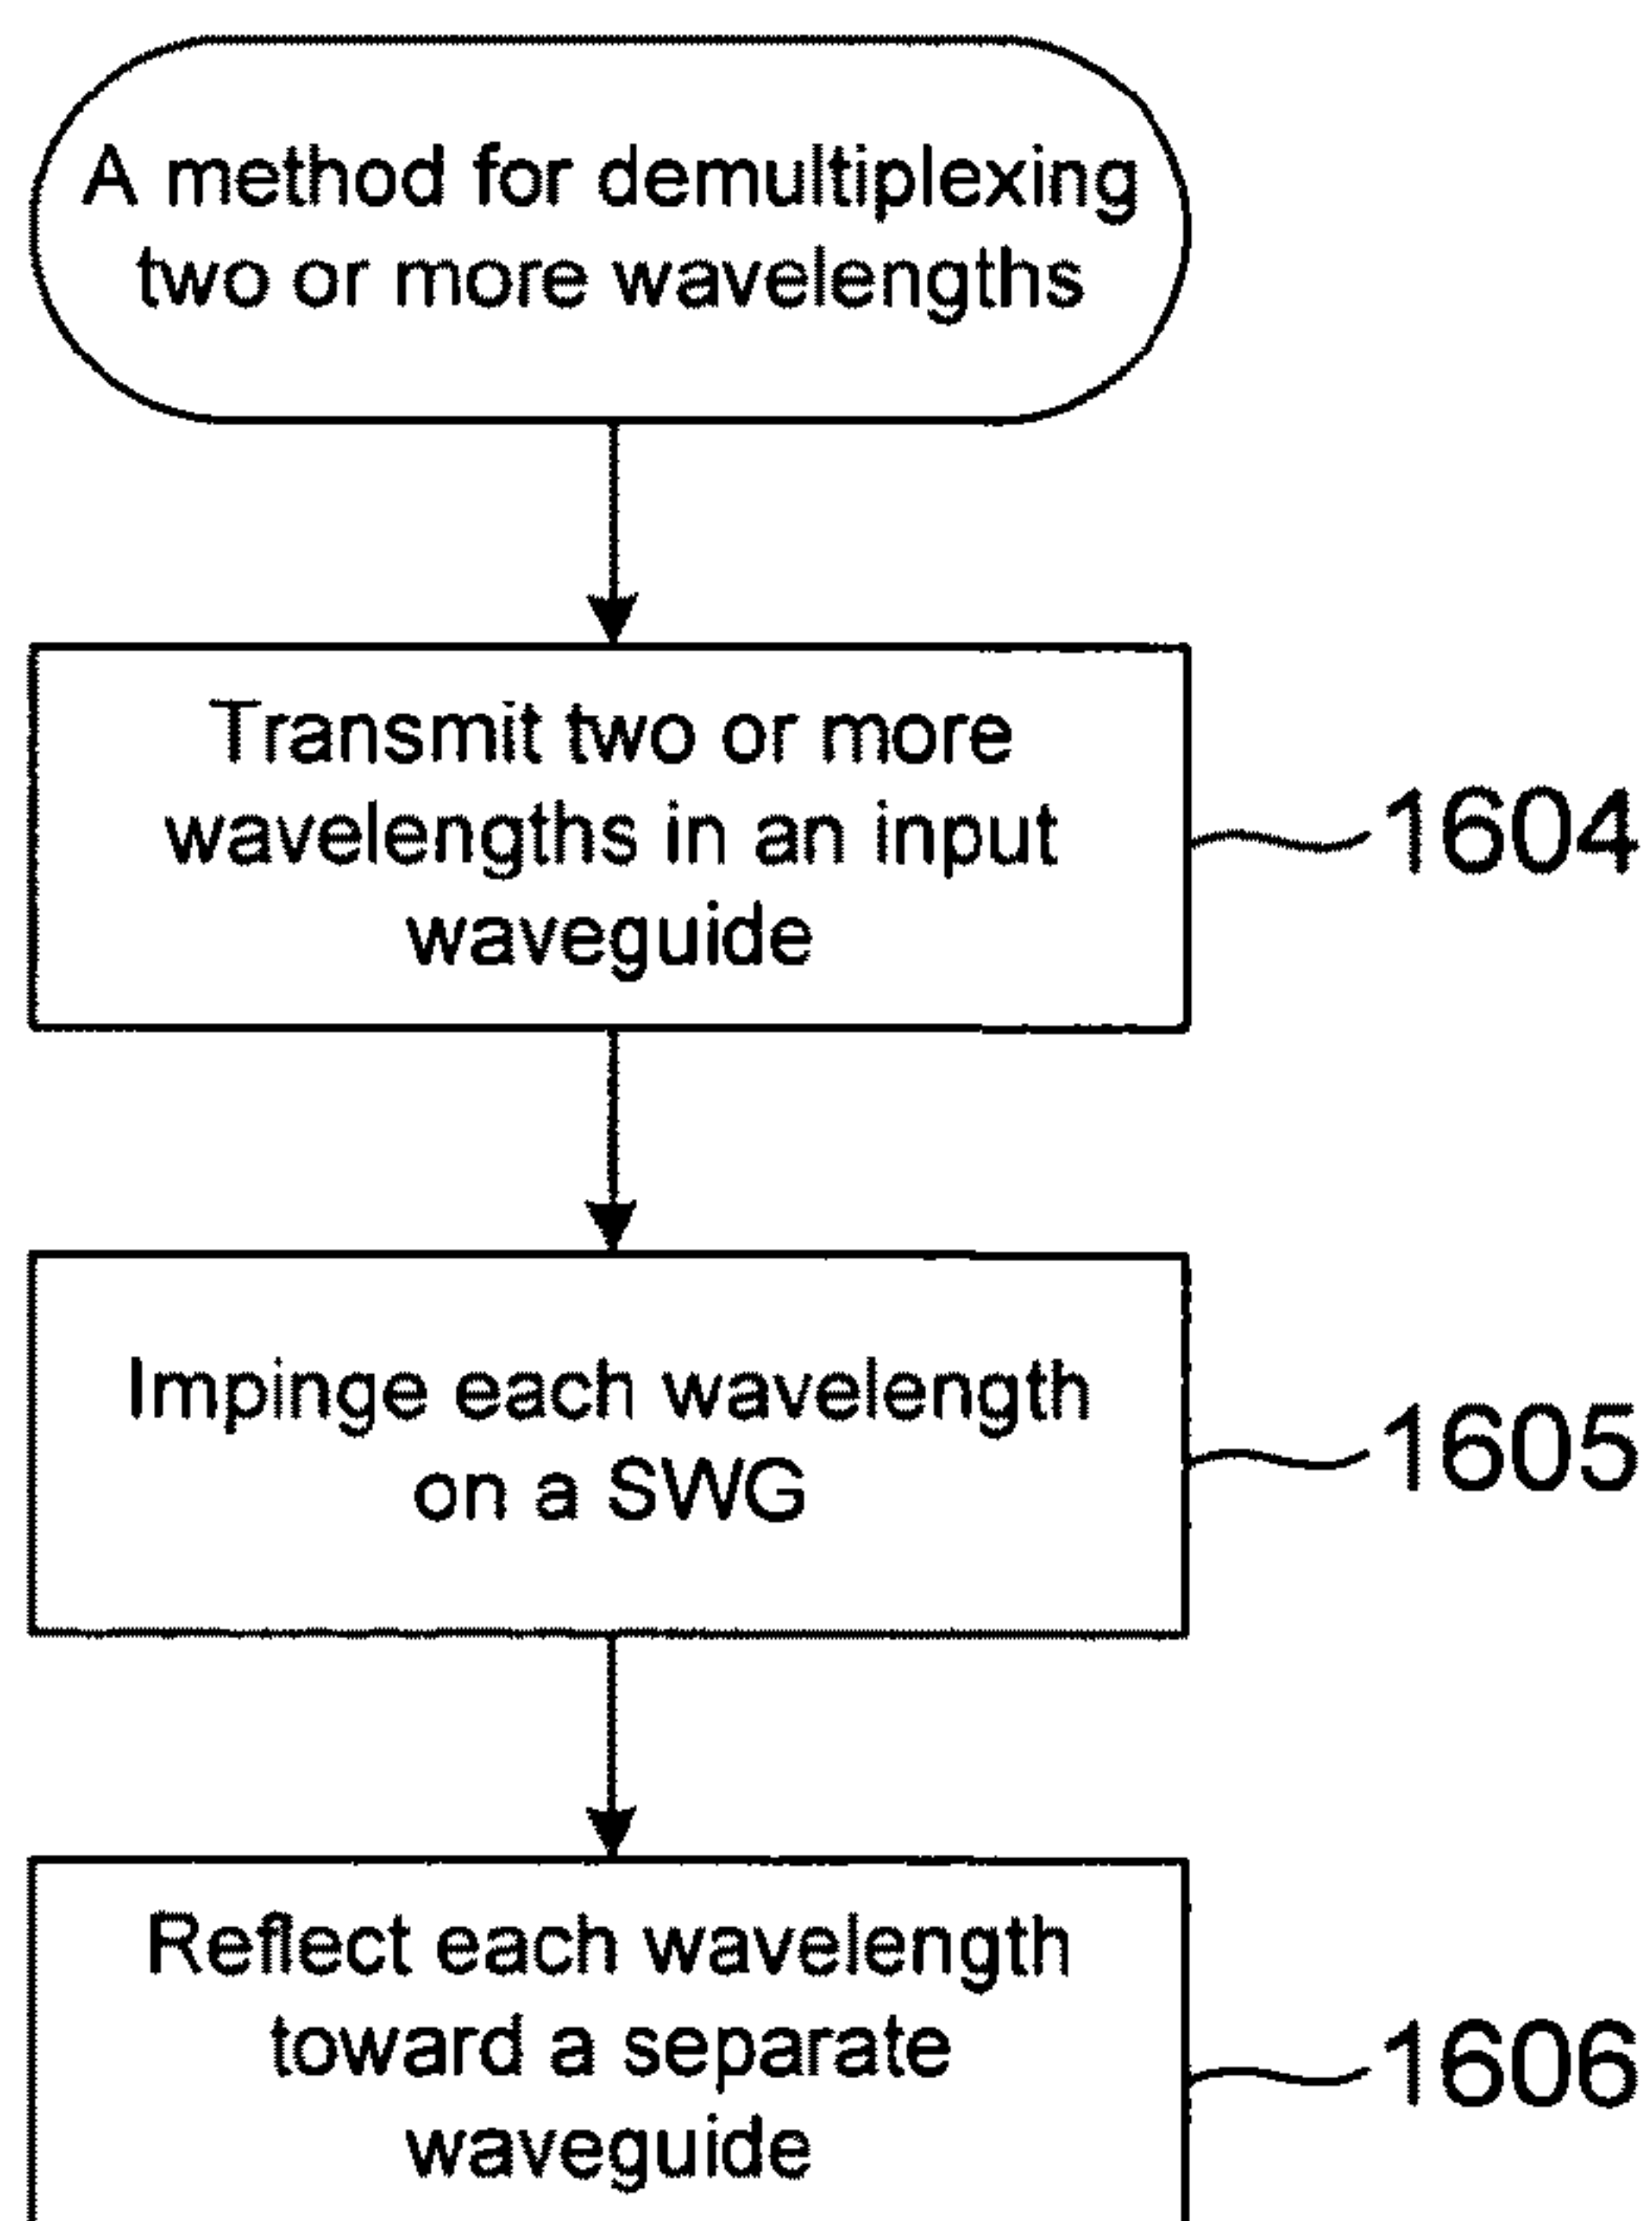 A method for demultiplexing
two or more wavelengths
Transmit two or more
wavelengths in an input
waveguide
1604
Impinge each wavelength
on a SWG
1605
Reflect each wavelength
toward a separate
waveguide
1606